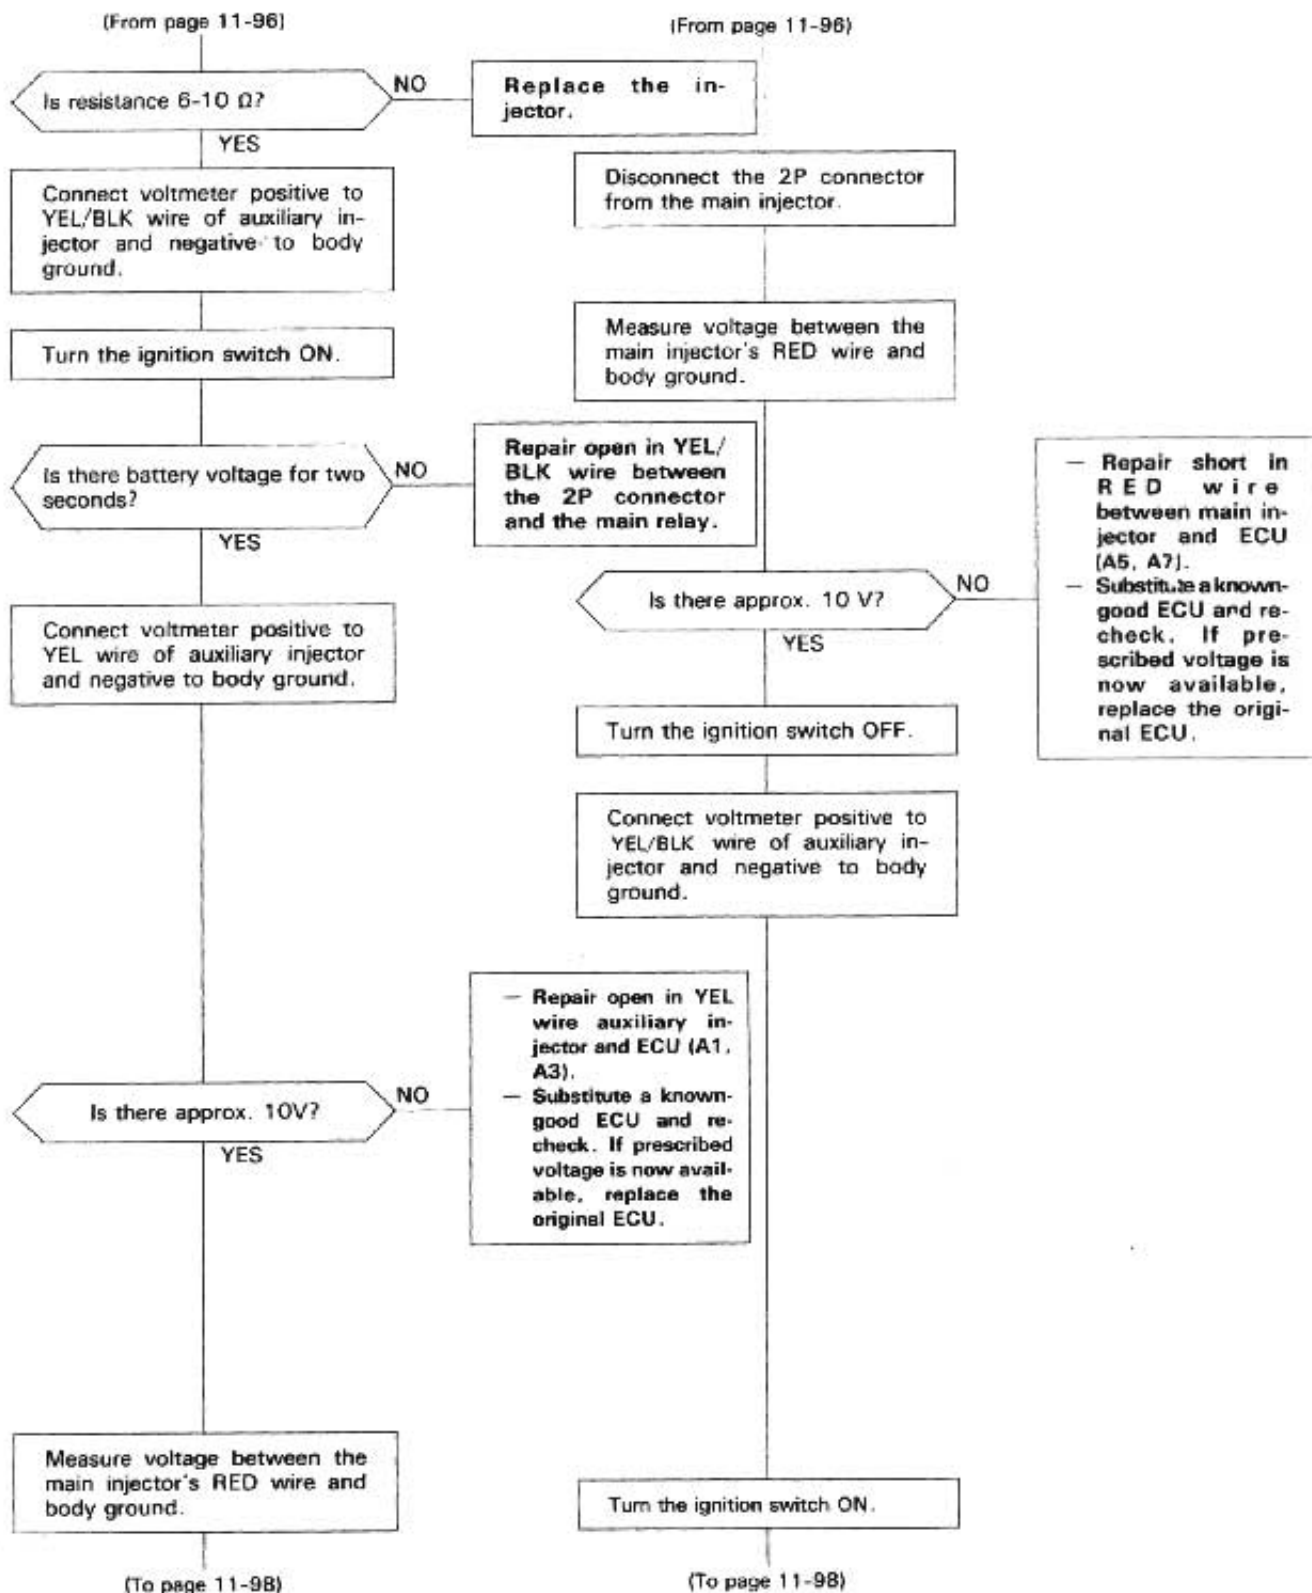 (From page 11-96)
Is resistance 6-10 Ω?
NO
Replace the in-
jector.
YES
Connect voltmeter positive to
YEL/BLK wire of auxiliary in-
jector and negative to body
ground.
Turn the ignition switch ON.
Is there battery voltage for two
seconds?
NO
Repair open in YEL/
BLK wire between
the 2P connector
and the main relay.
YES
Connect voltmeter positive to
YEL wire of auxiliary injector
and negative to body ground.
Is there approx. 10V?
NO
— Repair open in YEL
wire auxiliary in-
jector and ECU (A1,
A3).
— Substitute a known-
good ECU and re-
check. If prescribed
voltage is now avail-
able, replace the
original ECU.
YES
Measure voltage between the
main injector's RED wire and
body ground.
(To page 11-98)
(From page 11-96)
Disconnect the 2P connector
from the main injector.
Measure voltage between the
main injector's RED wire and
body ground.
Is there approx. 10 V?
NO
— Repair short in
RED wire
between main in-
jector and ECU
(A5, A7).
— Substitute a known-
good ECU and re-
check. If pre-
scribed voltage is
now available,
replace the origi-
nal ECU.
YES
Turn the ignition switch OFF.
Connect voltmeter positive to
YEL/BLK wire of auxiliary in-
jector and negative to body
ground.
Turn the ignition switch ON.
(To page 11-98)